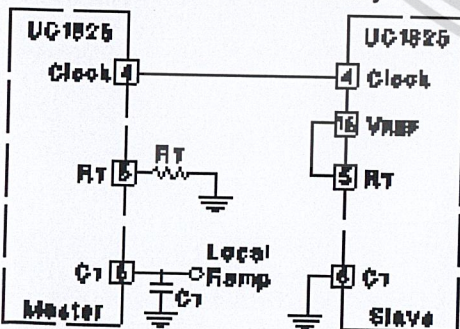 UC1825
UC1825
Clock 4
4 Clock
16 VREF
RT
RT 5
5 RT
Local
Ramp
CT 6
CT
6 CT
Master
Slave